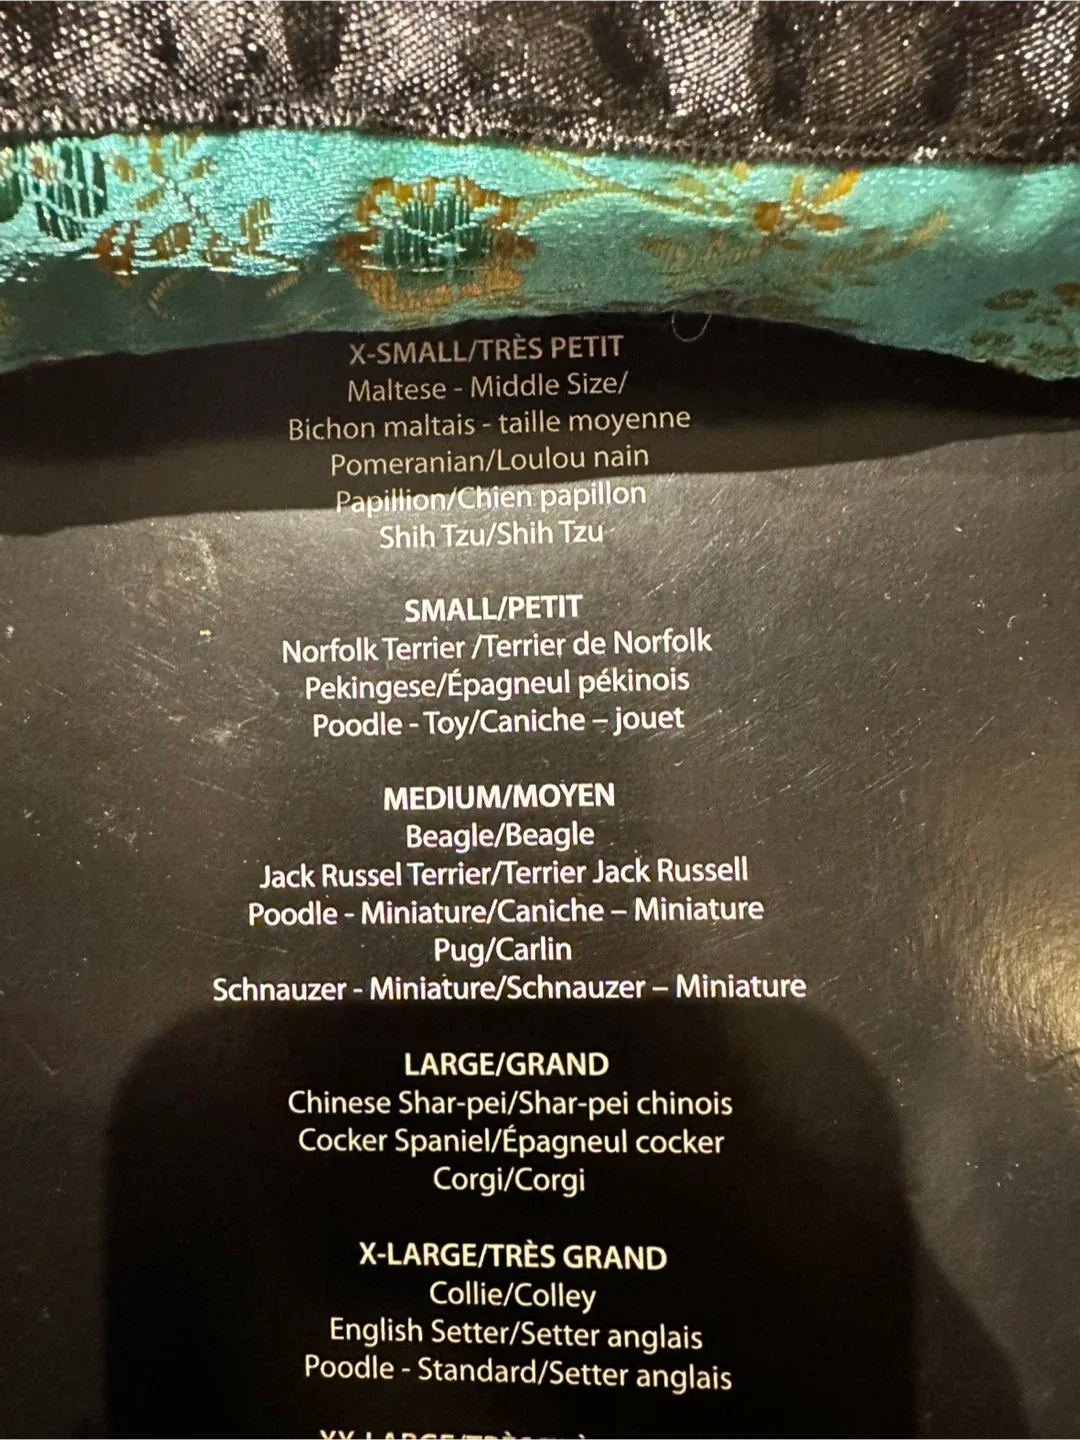 X-SMALL/TRÈS PETIT
Maltese - Middle Size/
Bichon maltais - taille moyenne
Pomeranian/Loulou nain
Papillion/Chien papillon
Shih Tzu/Shih Tzu
SMALL/PETIT
Norfolk Terrier /Terrier de Norfolk
Pekingese/Épagneul pékinois
Poodle - Toy/Caniche – jouet
MEDIUM/MOYEN
Beagle/Beagle
Jack Russel Terrier/Terrier Jack Russell
Poodle - Miniature/Caniche – Miniature
Pug/Carlin
Schnauzer - Miniature/Schnauzer – Miniature
LARGE/GRAND
Chinese Shar-pei/Shar-pei chinois
Cocker Spaniel/Épagneul cocker
Corgi/Corgi
X-LARGE/TRÈS GRAND
Collie/Colley
English Setter/Setter anglais
Poodle - Standard/Setter anglais